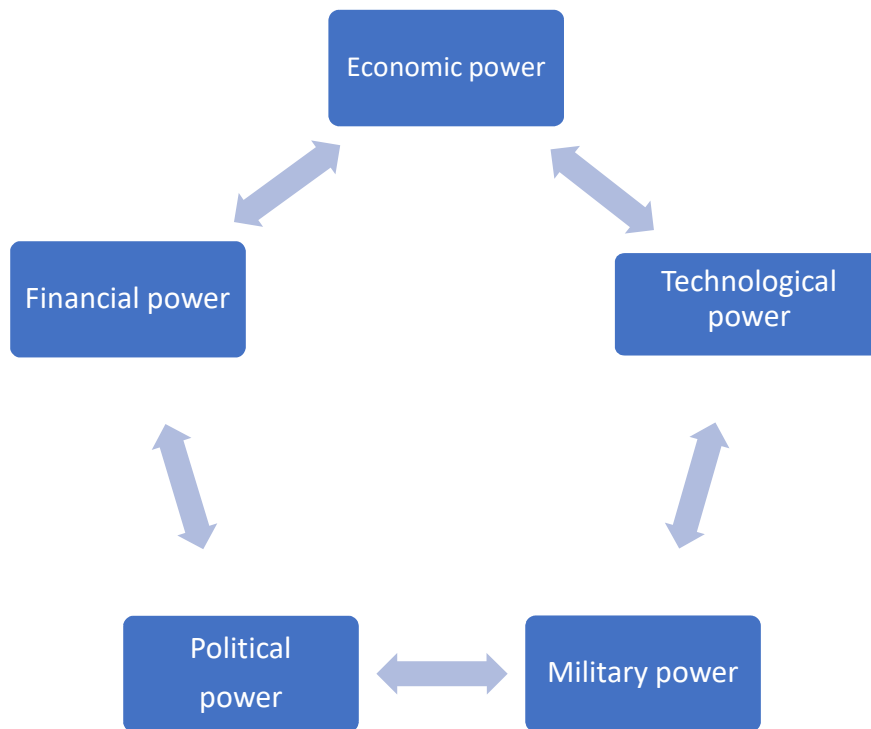 Economic power
Financial power
Technological
power
Political
power
Military power